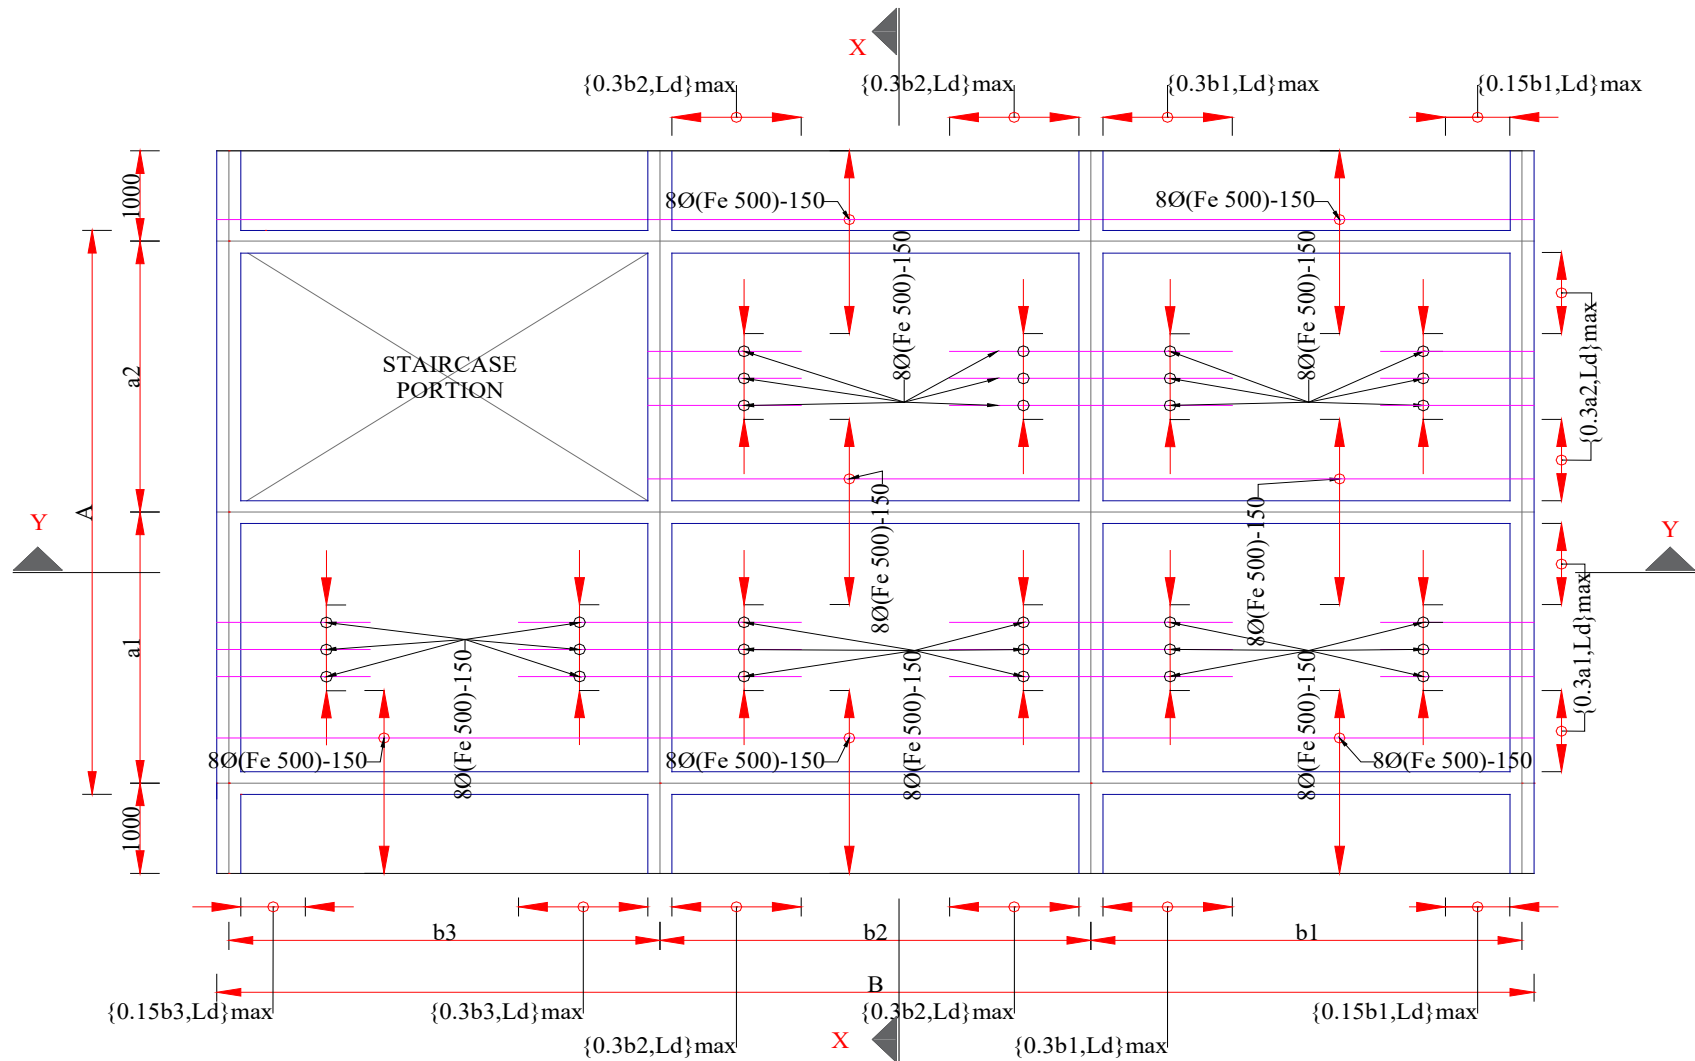 X
{0.3b2,Ld}max
{0.3b2,Ld}max
{0.3b1,Ld}max
{0.15b1,Ld}max
1000
8Ø(Fe 500)-150
8Ø(Fe 500)-150
8Ø(Fe 500)-150
8Ø(Fe 500)-150
STAIRCASE
PORTION
a2
{0.3a2,Ld}max
A
Y
Y
8Ø(Fe 500)-150
8Ø(Fe 500)-150
a1
{0.3a1,Ld}max
8Ø(Fe 500)-150
8Ø(Fe 500)-150
8Ø(Fe 500)-150
8Ø(Fe 500)-150
8Ø(Fe 500)-150
8Ø(Fe 500)-150
1000
b3
b2
b1
B
{0.15b3,Ld}max
{0.3b3,Ld}max
{0.3b2,Ld}max
{0.15b1,Ld}max
{0.3b2,Ld}max
X
{0.3b1,Ld}max